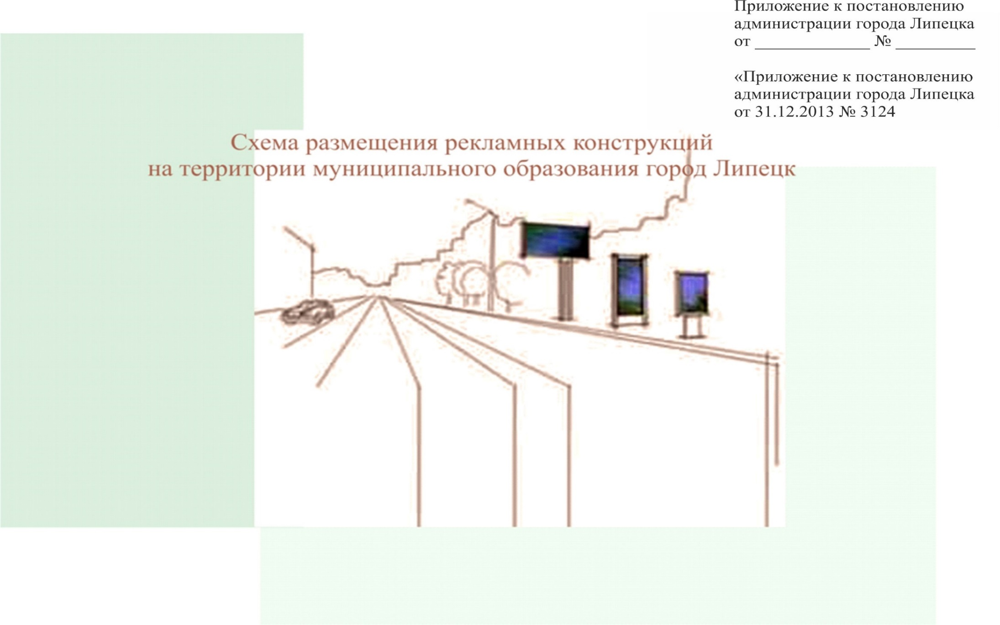 Приложение к постановлению
администрации города Липецка
от _____________ № _________
«Приложение к постановлению
администрации города Липецка
от 31.12.2013 № 3124
Схема размещения рекламных конструкций
на территории муниципального образования город Липецк